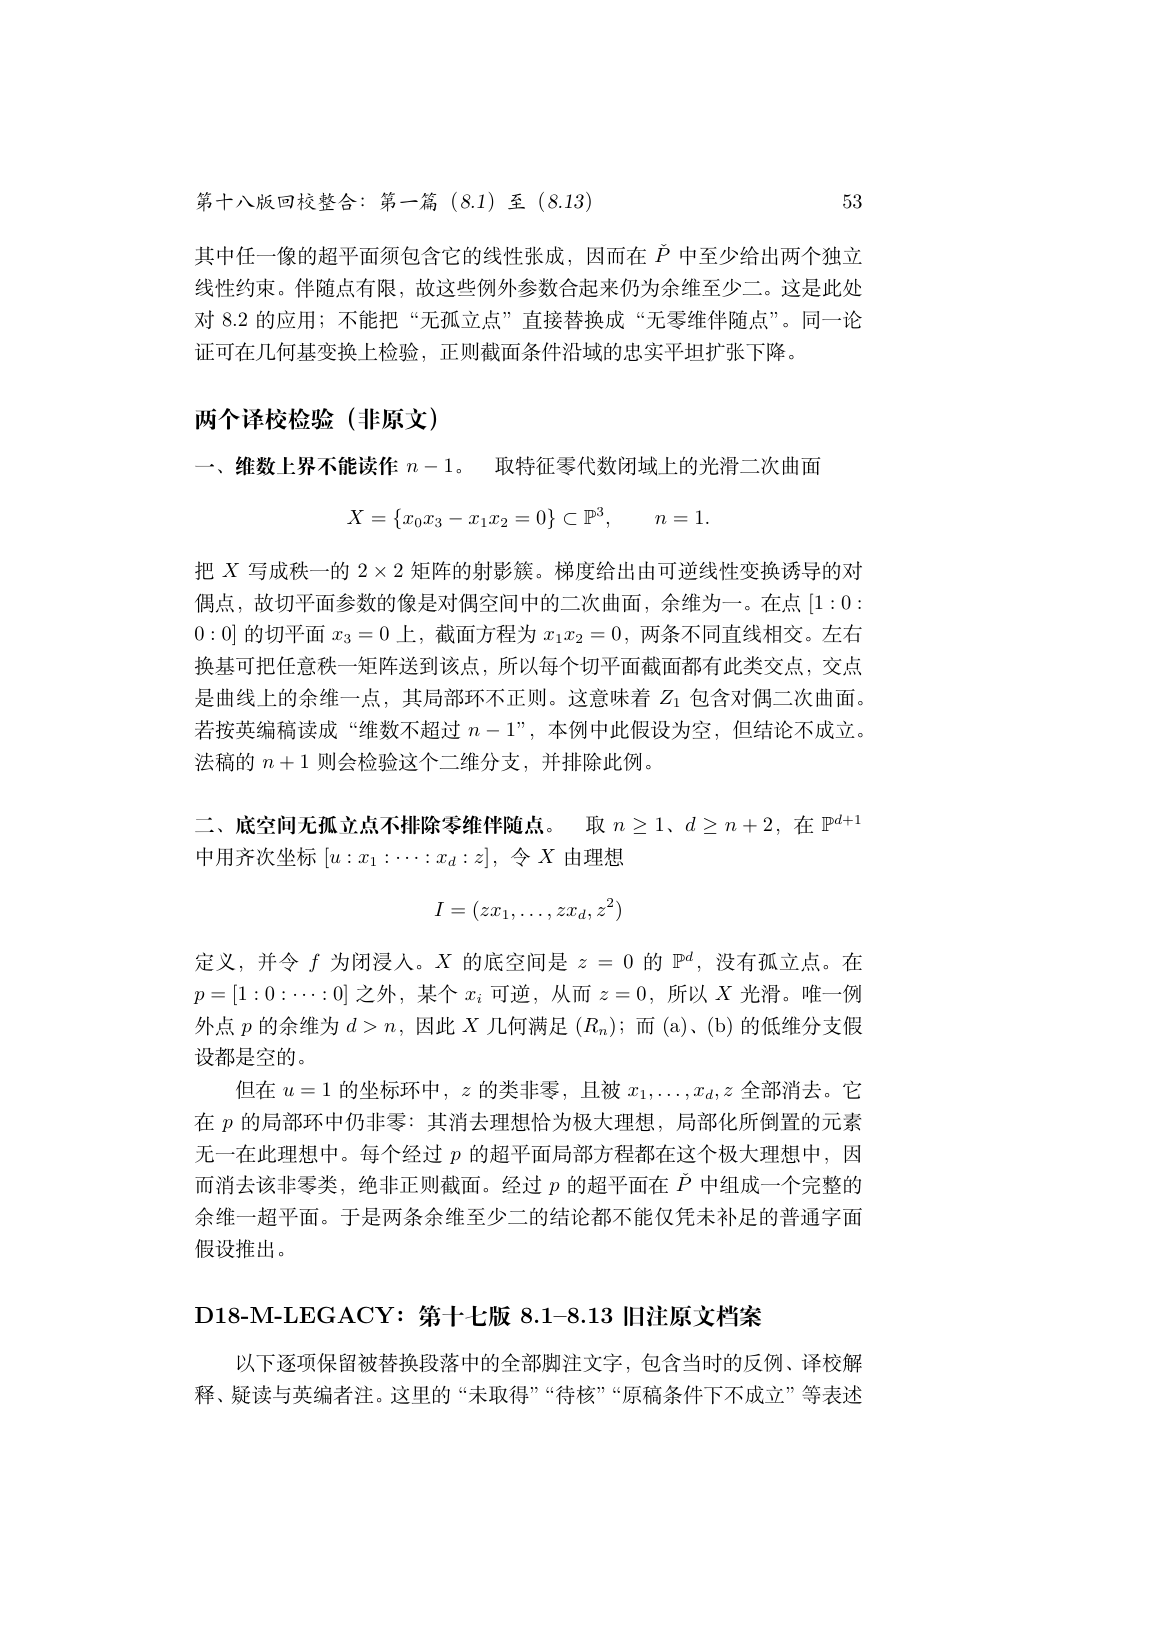 第十八版回校整合：第一篇（8.1）至（8.13） 53
其中任一像的超平面须包含它的线性张成，因而在 P̌ 中至少给出两个独立
线性约束。伴随点有限，故这些例外参数合起来仍为余维至少二。这是此处
对 8.2 的应用；不能把“无孤立点”直接替换成“无零维伴随点”。同一论
证可在几何基变换上检验，正则截面条件沿域的忠实平坦扩张下降。
两个译校检验（非原文）
一、维数上界不能读作 n − 1。 取特征零代数闭域上的光滑二次曲面
X = {x₀x₃ − x₁x₂ = 0} ⊂ ℙ³, n = 1.
把 X 写成秩一的 2 × 2 矩阵的射影簇。梯度给出由可逆线性变换诱导的对
偶点，故切平面参数的像是对偶空间中的二次曲面，余维为一。在点 [1 : 0 :
0 : 0] 的切平面 x₃ = 0 上，截面方程为 x₁x₂ = 0，两条不同直线相交。左右
换基可把任意秩一矩阵送到该点，所以每个切平面截面都有此类交点，交点
是曲线上的余维一点，其局部环不正则。这意味着 Z₁ 包含对偶二次曲面。
若按英编稿读成“维数不超过 n − 1”，本例中此假设为空，但结论不成立。
法稿的 n + 1 则会检验这个二维分支，并排除此例。
二、底空间无孤立点不排除零维伴随点。 取 n ≥ 1、d ≥ n + 2，在 ℙᵈ⁺¹
中用齐次坐标 [u : x₁ : ⋯ : x_d : z]，令 X 由理想
I = (zx₁, . . . , zx_d, z²)
定义，并令 f 为闭浸入。X 的底空间是 z = 0 的 ℙᵈ，没有孤立点。在
p = [1 : 0 : ⋯ : 0] 之外，某个 xᵢ 可逆，从而 z = 0，所以 X 光滑。唯一例
外点 p 的余维为 d > n，因此 X 几何满足 (Rₙ)；而 (a)、(b) 的低维分支假
设都是空的。
但在 u = 1 的坐标环中，z 的类非零，且被 x₁, . . . , x_d, z 全部消去。它
在 p 的局部环中仍非零：其消去理想恰为极大理想，局部化所倒置的元素
无一在此理想中。每个经过 p 的超平面局部方程都在这个极大理想中，因
而消去该非零类，绝非正则截面。经过 p 的超平面在 P̌ 中组成一个完整的
余维一超平面。于是两条余维至少二的结论都不能仅凭未补足的普通字面
假设推出。
D18-M-LEGACY：第十七版 8.1–8.13 旧注原文档案
以下逐项保留被替换段落中的全部脚注文字，包含当时的反例、译校解
释、疑读与英编者注。这里的“未取得”“待核”“原稿条件下不成立”等表述